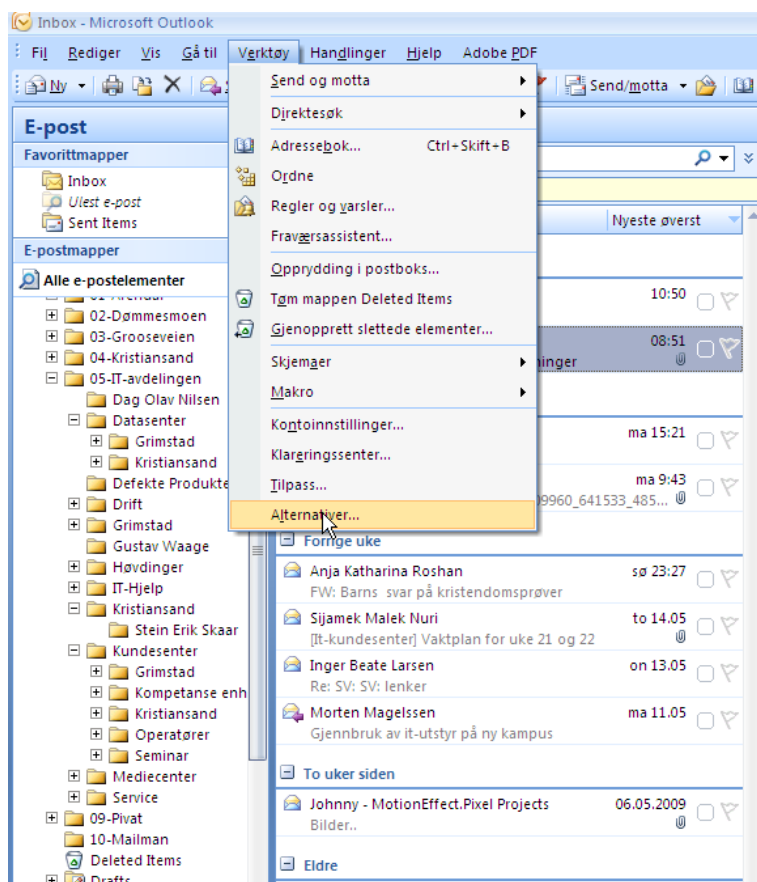 Inbox - Microsoft Outlook
Fil Rediger Vis Gå til Verktøy Handlinger Hjelp Adobe PDF
Ny Send/motta
E-post
Favorittmapper
Inbox
Ulest e-post
Sent Items
E-postmapper
Alle e-postelementer
02-Dømmesmoen
03-Grooseveien
04-Kristiansand
05-IT-avdelingen
Dag Olav Nilsen
Datasenter
Grimstad
Kristiansand
Defekte Produkte
Drift
Grimstad
Gustav Waage
Høvdinger
IT-Hjelp
Kristiansand
Stein Erik Skaar
Kundesenter
Grimstad
Kompetanse enh
Kristiansand
Operatører
Seminar
Mediecenter
Service
09-Pivat
10-Mailman
Deleted Items
Drafts
Send og motta
Direktesøk
Adressebok... Ctrl+Skift+B
Ordne
Regler og varsler...
Fraværsassistent...
Opprydding i postboks...
Tøm mappen Deleted Items
Gjenopprett slettede elementer...
Skjemaer
Makro
Kontoinnstillinger...
Klareringssenter...
Tilpass...
Alternativer...
Nyeste øverst
10:50
08:51
ninger
ma 15:21
ma 9:43
9960_641533_485...
Forrige uke
Anja Katharina Roshan sø 23:27
FW: Barns svar på kristendomsprøver
Sijamek Malek Nuri to 14.05
[It-kundesenter] Vaktplan for uke 21 og 22
Inger Beate Larsen on 13.05
Re: SV: SV: lenker
Morten Magelssen ma 11.05
Gjennbruk av it-utstyr på ny kampus
To uker siden
Johnny - MotionEffect.Pixel Projects 06.05.2009
Bilder..
Eldre